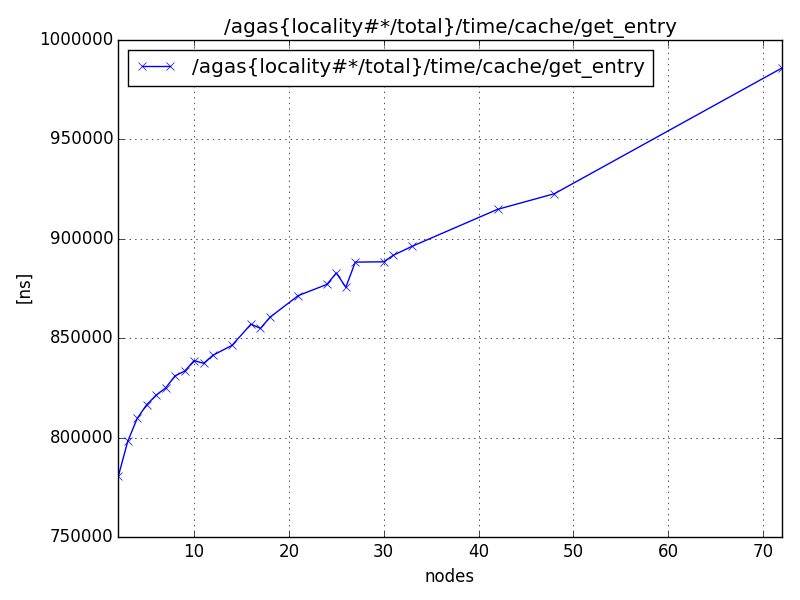 /agas{locality#*/total}/time/cache/get_entry
1000000
/agas{locality#*/total}/time/cache/get_entry
950000
900000
[ns]
850000
800000
750000
10 20 30 40 50 60 70
nodes